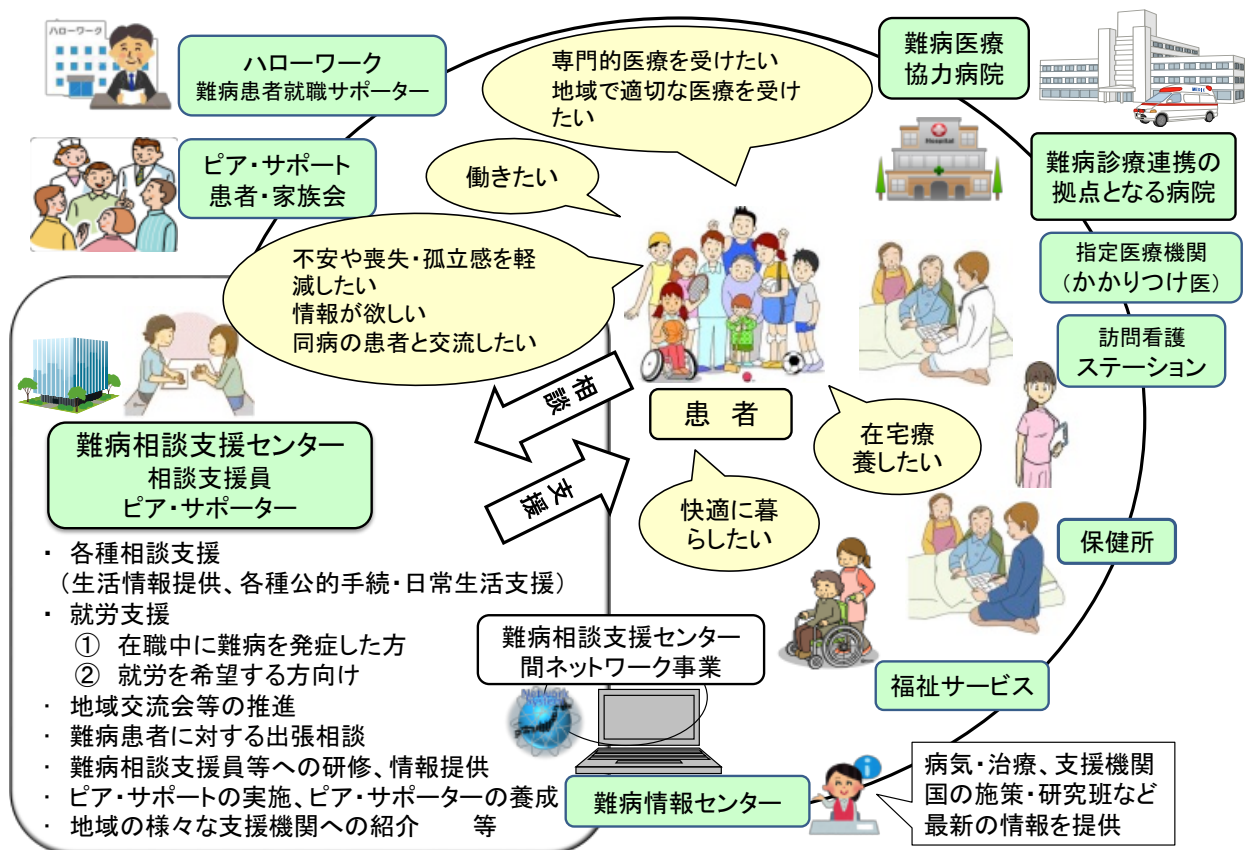 ハローワーク
ハローワーク
難病患者就職サポーター
ピア・サポート
患者・家族会
専門的医療を受けたい
地域で適切な医療を受け
たい
働きたい
不安や喪失・孤立感を軽
減したい
情報が欲しい
同病の患者と交流したい
難病医療
協力病院
Hospital
難病診療連携の
拠点となる病院
指定医療機関
(かかりつけ医)
訪問看護
ステーション
相談
支援
患 者
在宅療
養したい
快適に暮
らしたい
保健所
福祉サービス
難病相談支援センター
相談支援員
ピア・サポーター
・ 各種相談支援
(生活情報提供、各種公的手続・日常生活支援)
・ 就労支援
① 在職中に難病を発症した方
② 就労を希望する方向け
・ 地域交流会等の推進
・ 難病患者に対する出張相談
・ 難病相談支援員等への研修、情報提供
・ ピア・サポートの実施、ピア・サポーターの養成
・ 地域の様々な支援機関への紹介 等
難病相談支援センター
間ネットワーク事業
Network
System
難病情報センター
i
病気・治療、支援機関
国の施策・研究班など
最新の情報を提供